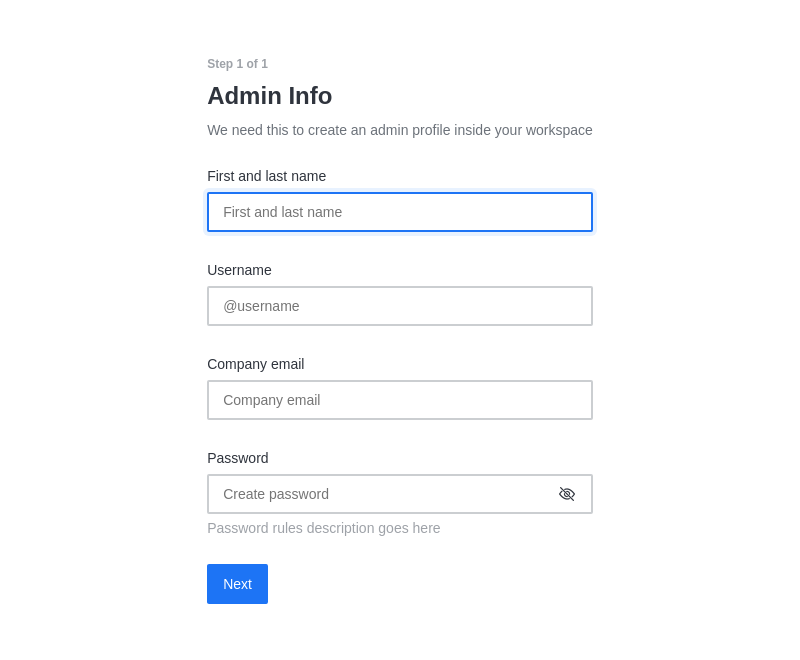 Step 1 of 1
Admin Info
We need this to create an admin profile inside your workspace
First and last name
First and last name
Username
@username
Company email
Company email
Password
Create password
Password rules description goes here
Next